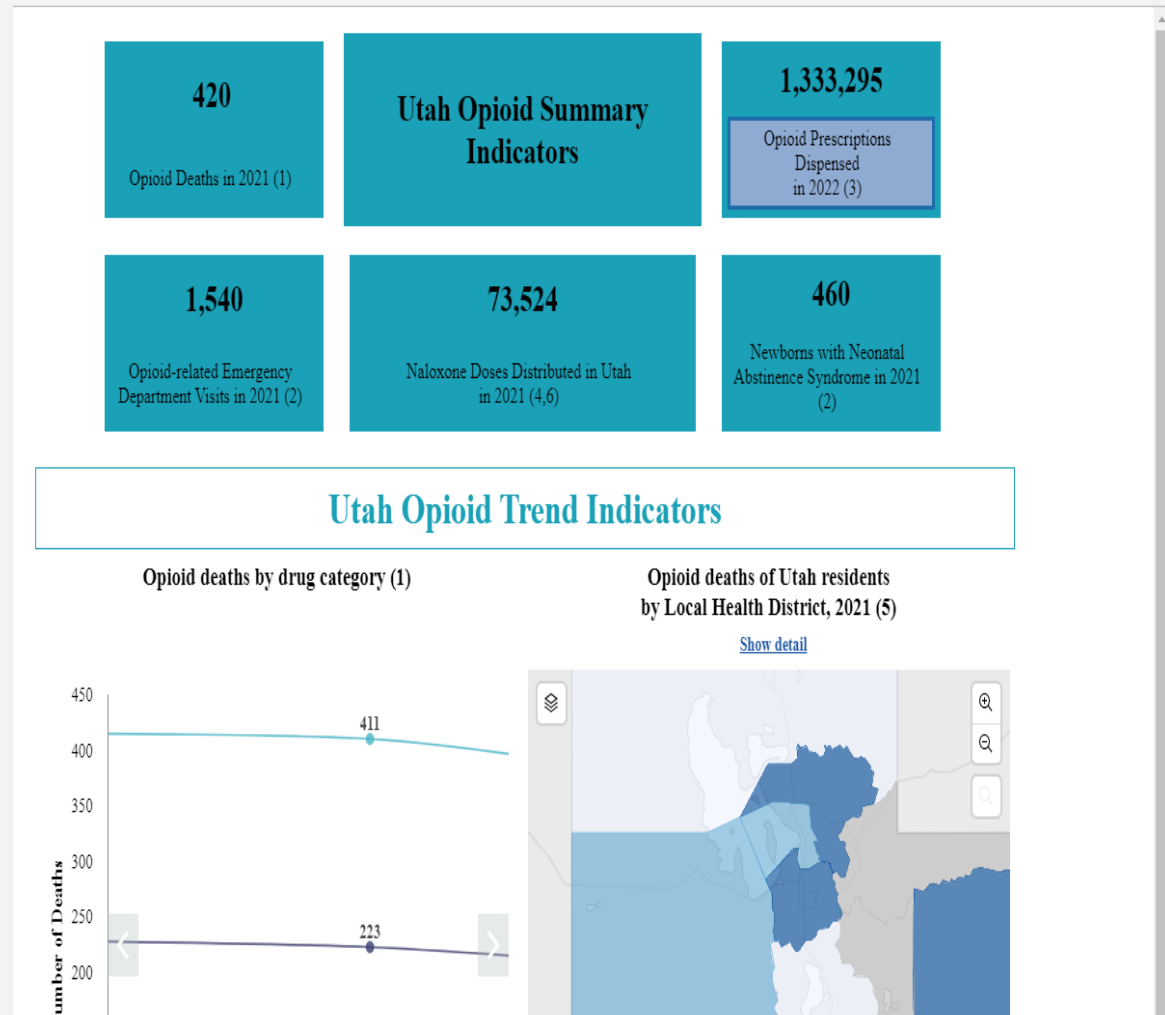 420
Opioid Deaths in 2021 (1)
Utah Opioid Summary
Indicators
1,333,295
Opioid Prescriptions
Dispensed
in 2022 (3)
1,540
Opioid-related Emergency
Department Visits in 2021 (2)
73,524
Naloxone Doses Distributed in Utah
in 2021 (4,6)
460
Newborns with Neonatal
Abstinence Syndrome in 2021
(2)
Utah Opioid Trend Indicators
Opioid deaths by drug category (1)
450
400
350
300
250
200
umber of Deaths
411
223
Opioid deaths of Utah residents
by Local Health District, 2021 (5)
Show detail